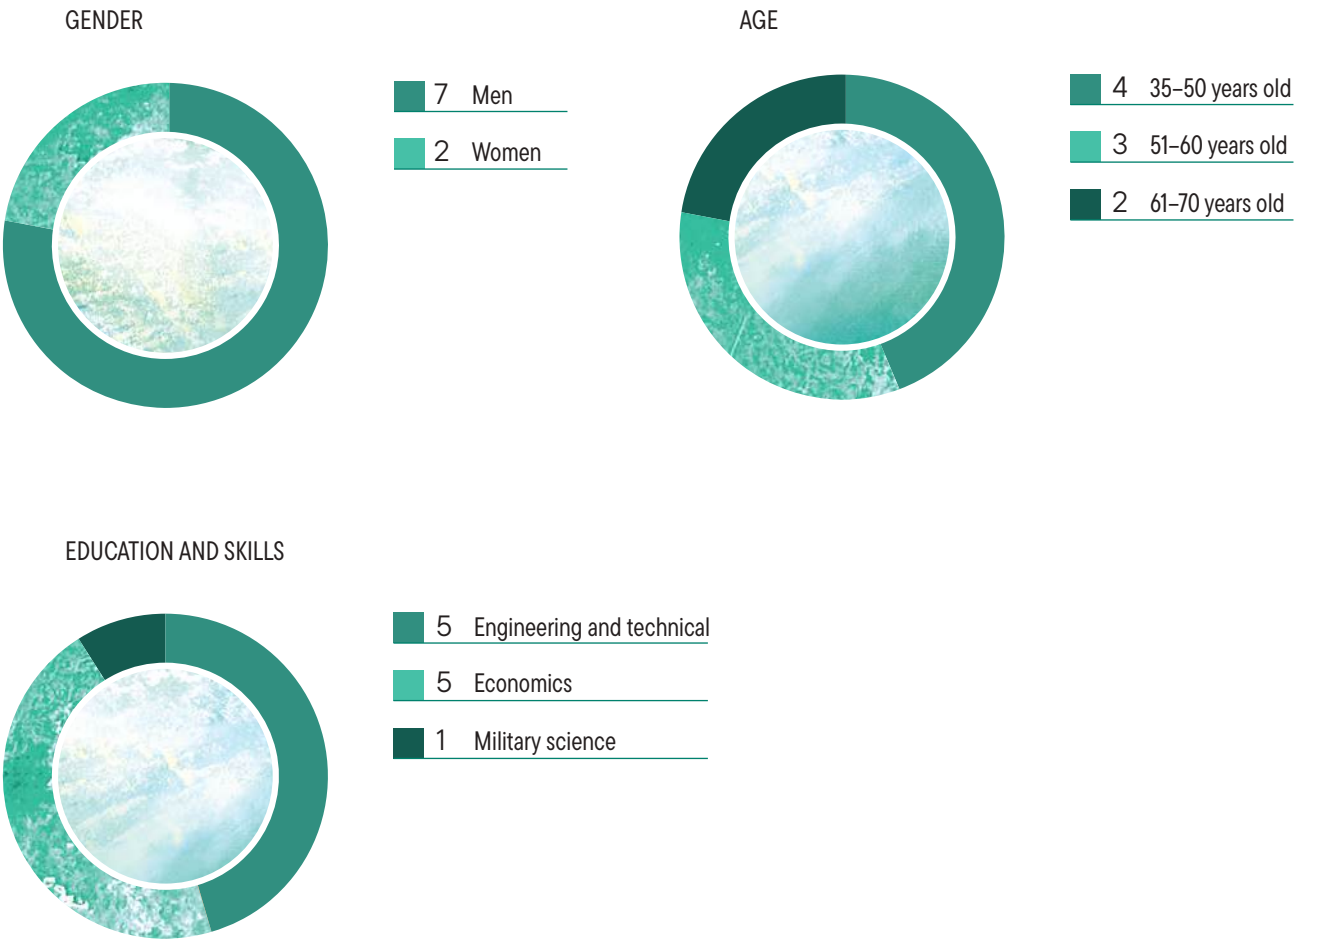 GENDER
7 Men
2 Women
AGE
4 35–50 years old
3 51–60 years old
2 61–70 years old
EDUCATION AND SKILLS
5 Engineering and technical
5 Economics
1 Military science